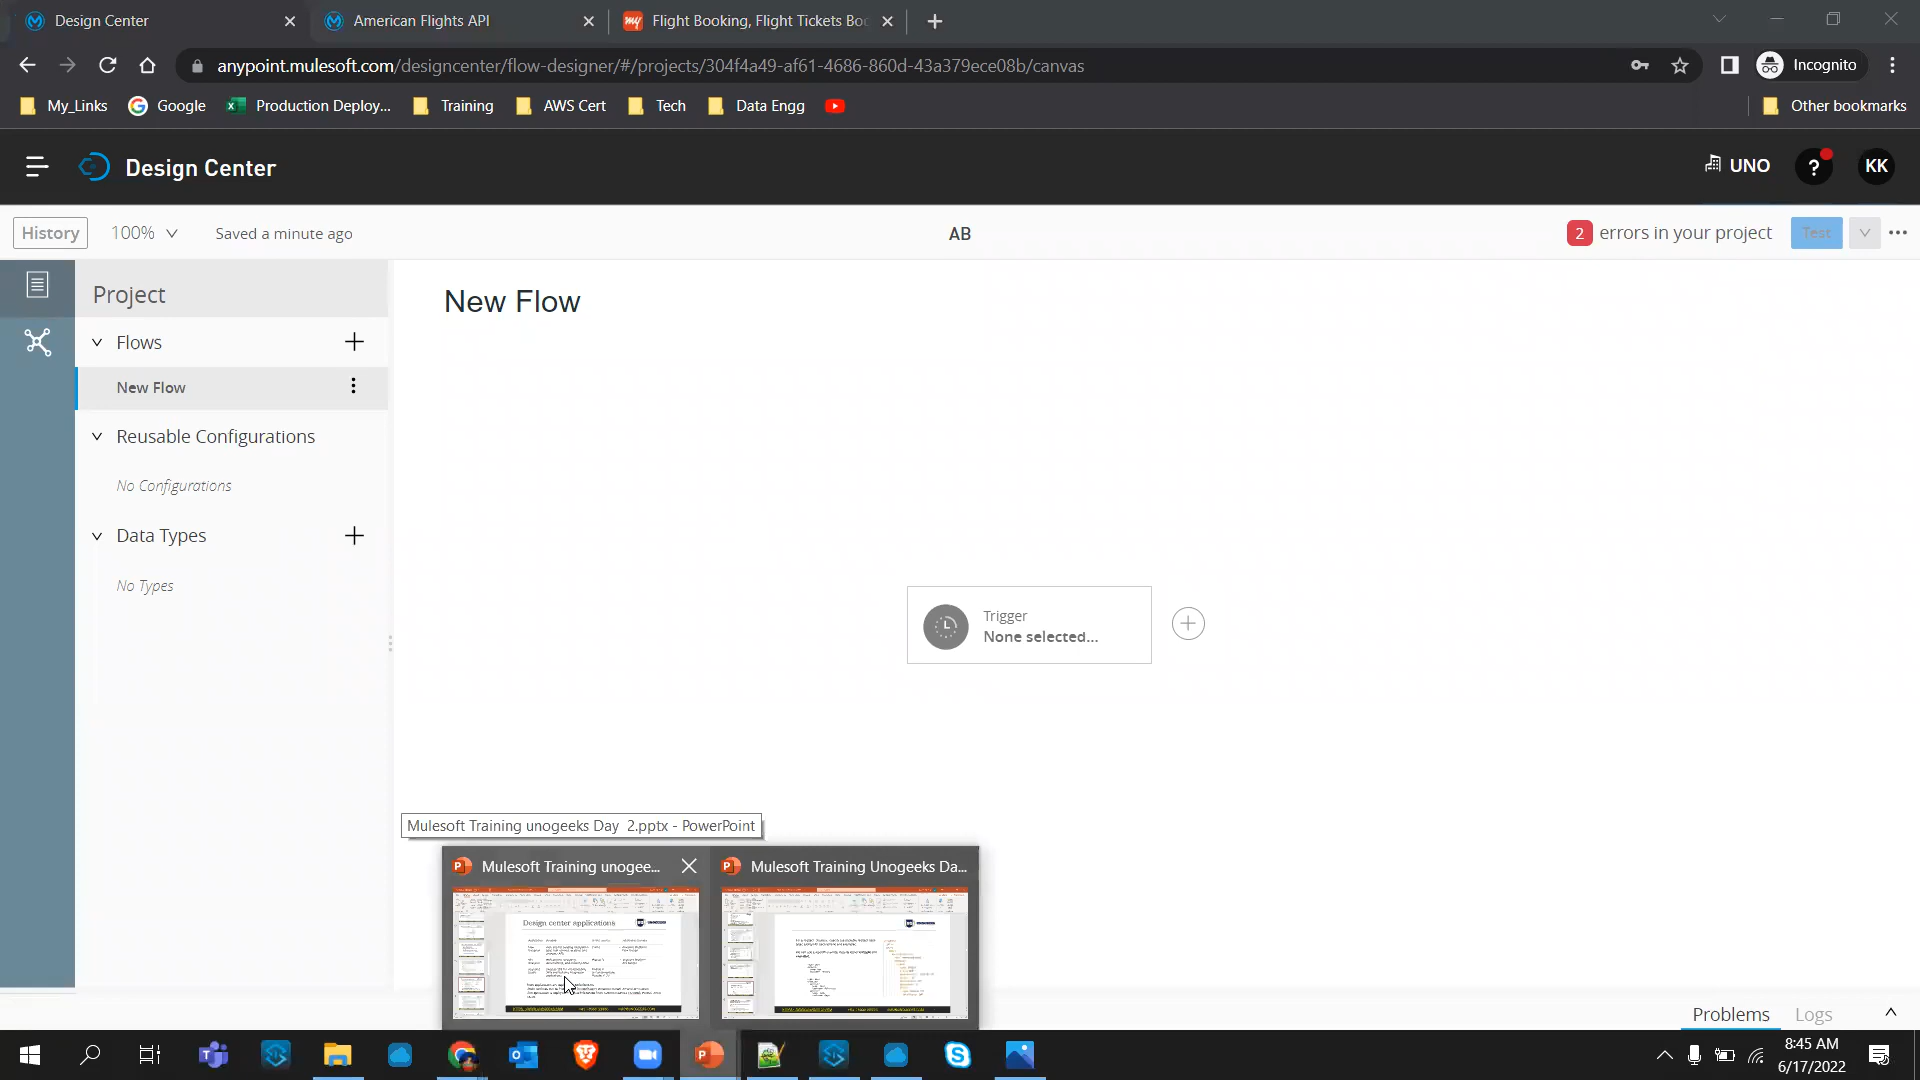 Design Center
American Flights API
Flight Booking, Flight Tickets Boo
anypoint.mulesoft.com/designcenter/flow-designer/#/projects/304f4a49-af61-4686-860d-43a379ece08b/canvas
Incognito
My_Links
Google
Production Deploy...
Training
AWS Cert
Tech
Data Engg
Other bookmarks
Design Center
UNO
?
KK
History
100%
Saved a minute ago
AB
2 errors in your project
Test
Project
New Flow
Flows
New Flow
Reusable Configurations
No Configurations
Data Types
No Types
Trigger
None selected...
Mulesoft Training unogeeks Day 2.pptx - PowerPoint
Mulesoft Training unogee...
Mulesoft Training Unogeeks Da...
Design center applications
Problems
Logs
8:45 AM
6/17/2022